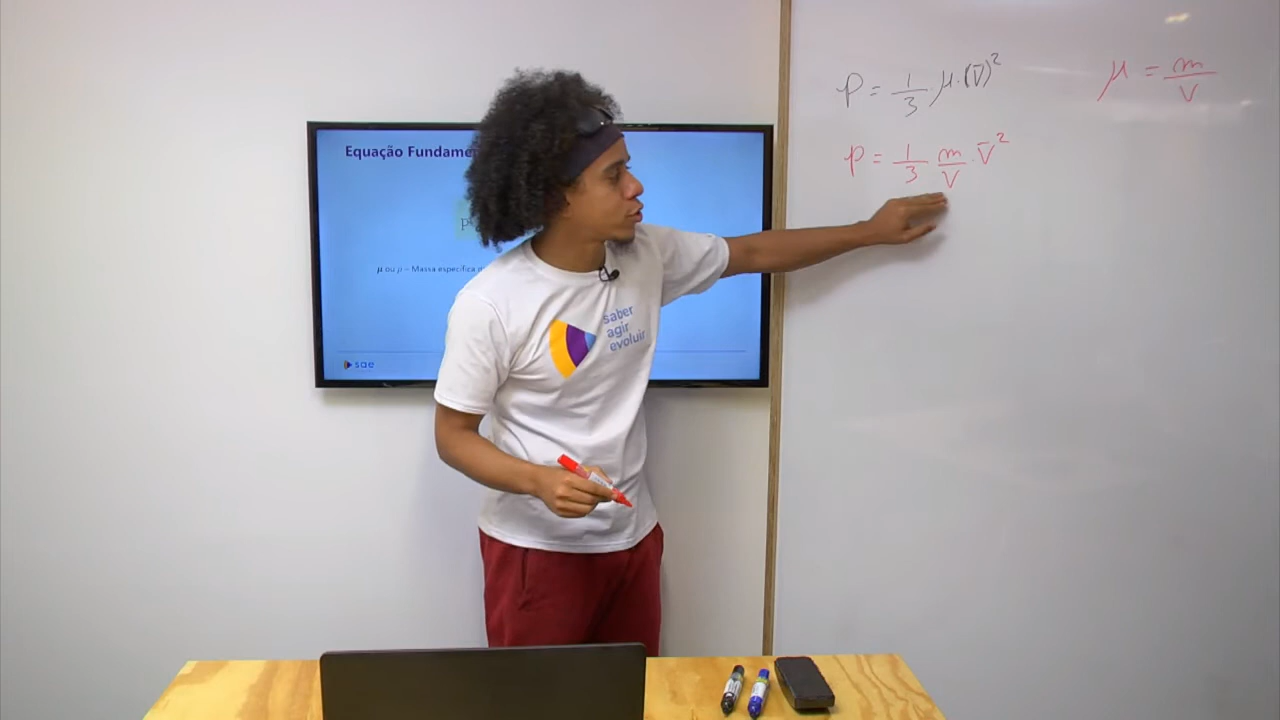 Equação Fundame
P
μ ou ρ – Massa específica d
sae
saber
agir
evoluir
p = 1/3 · μ · (v̄)²
p = 1/3 m/V · v̄²
μ = m/V